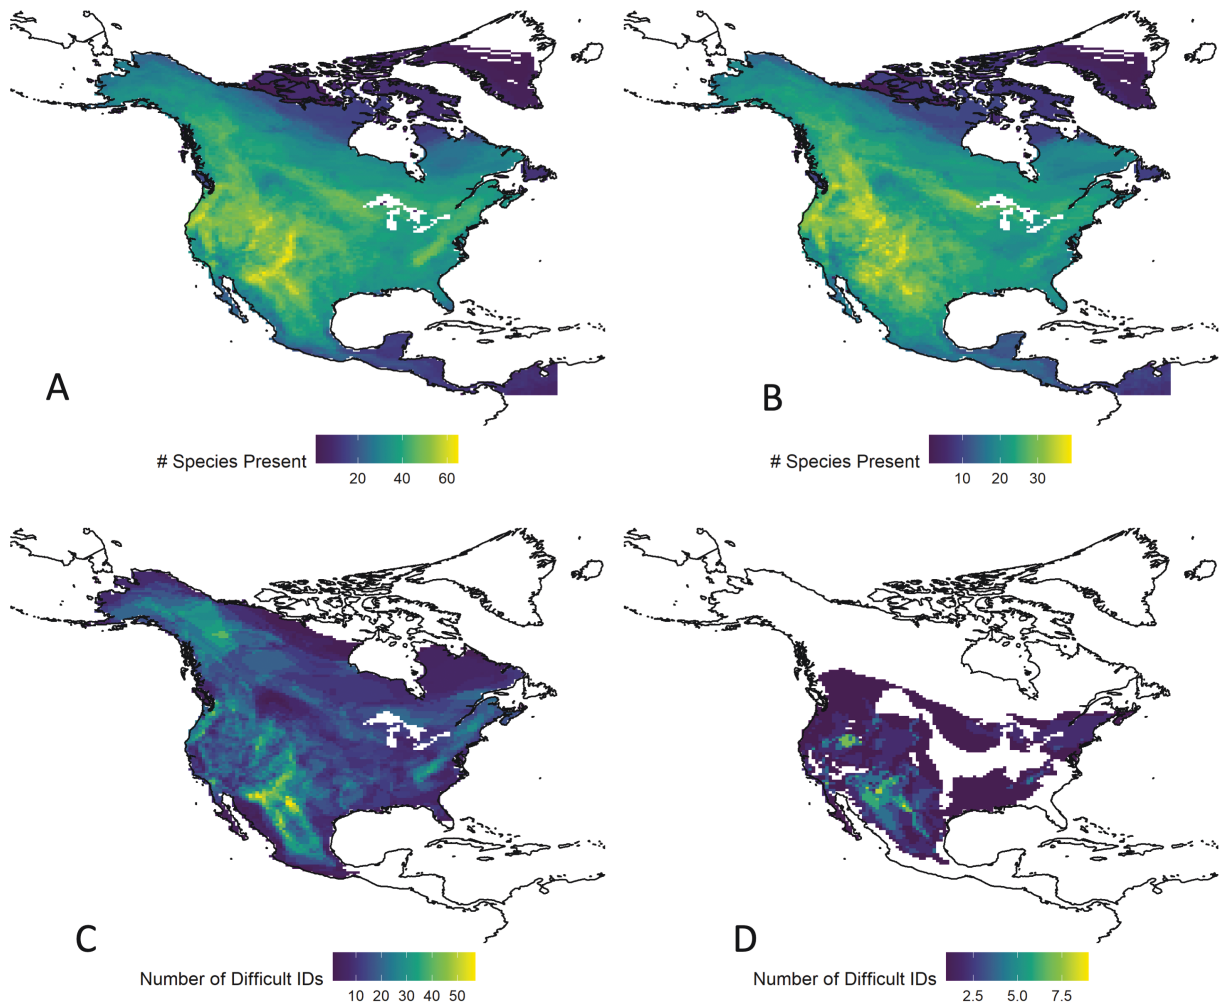 A
B
# Species Present
20 40 60
# Species Present
10 20 30
C
D
Number of Difficult IDs
10 20 30 40 50
Number of Difficult IDs
2.5 5.0 7.5